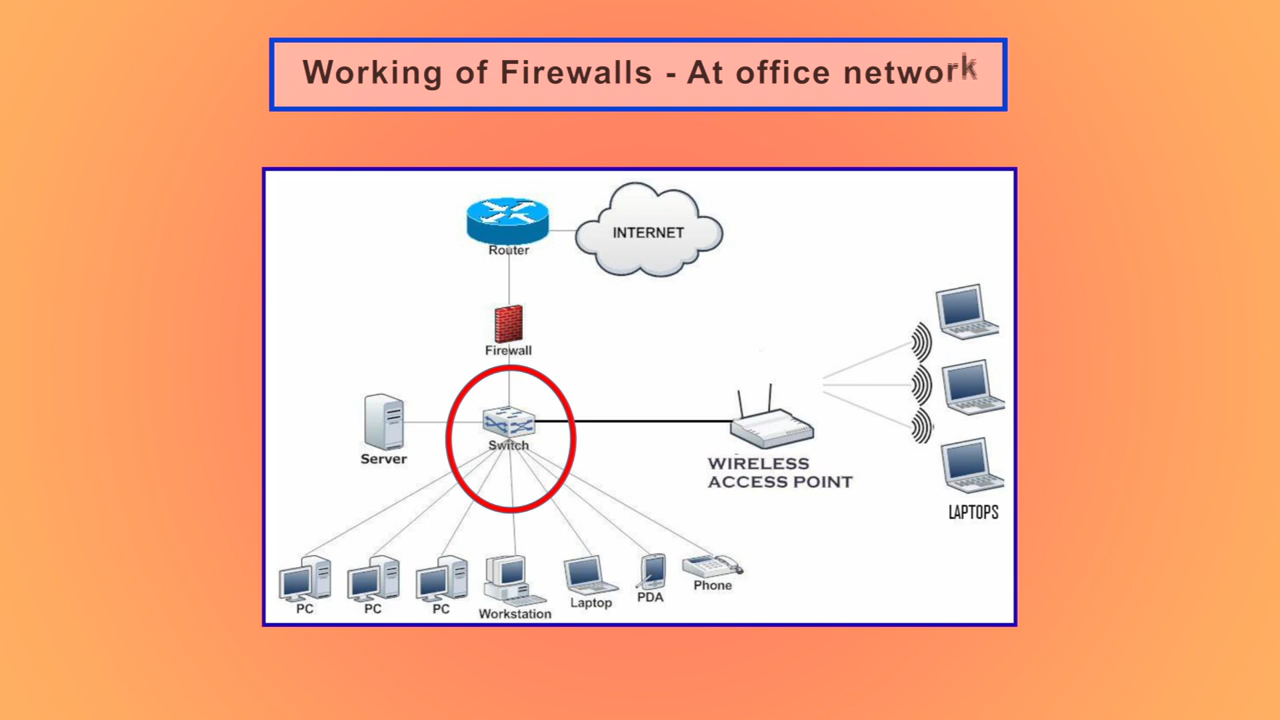 Working of Firewalls - At office network
INTERNET
Router
Firewall
Switch
Server
WIRELESS
ACCESS POINT
LAPTOPS
PC
PC
PC
Workstation
Laptop
PDA
Phone